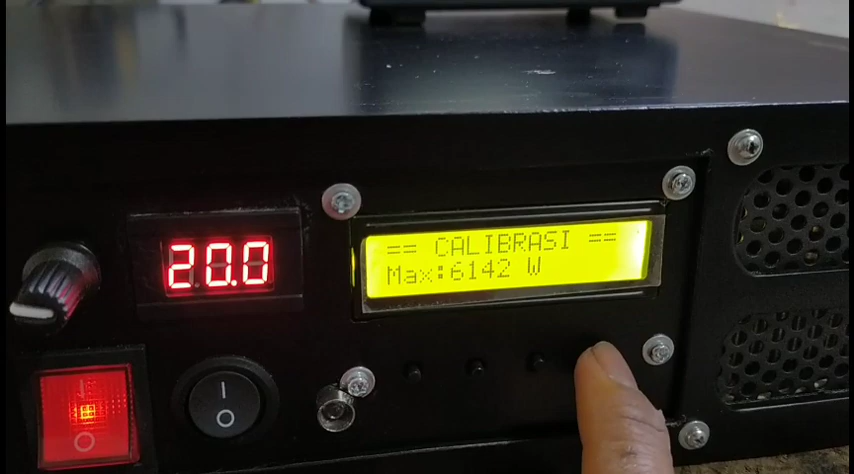 20.0
== CALIBRASI ==
Max:6142 W